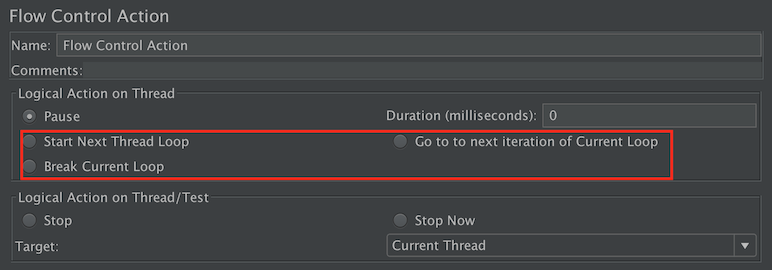 Flow Control Action
Name: Flow Control Action
Comments:
Logical Action on Thread
Pause Duration (milliseconds): 0
Start Next Thread Loop Go to to next iteration of Current Loop
Break Current Loop
Logical Action on Thread/Test
Stop Stop Now
Target: Current Thread